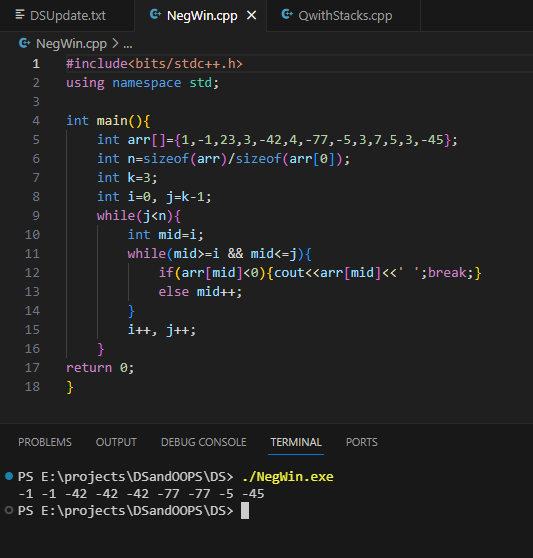 DSUpdate.txt NegWin.cpp QwithStacks.cpp
NegWin.cpp > ...
1 #include<bits/stdc++.h>
2 using namespace std;
3
4 int main(){
5 int arr[]={1,-1,23,3,-42,4,-77,-5,3,7,5,3,-45};
6 int n=sizeof(arr)/sizeof(arr[0]);
7 int k=3;
8 int i=0, j=k-1;
9 while(j<n){
10 int mid=i;
11 while(mid>=i && mid<=j){
12 if(arr[mid]<0){cout<<arr[mid]<<' ';break;}
13 else mid++;
14 }
15 i++, j++;
16 }
17 return 0;
18 }
PROBLEMS OUTPUT DEBUG CONSOLE TERMINAL PORTS
PS E:\projects\DSandOOPS\DS> ./NegWin.exe
-1 -1 -42 -42 -42 -77 -77 -5 -45
PS E:\projects\DSandOOPS\DS>